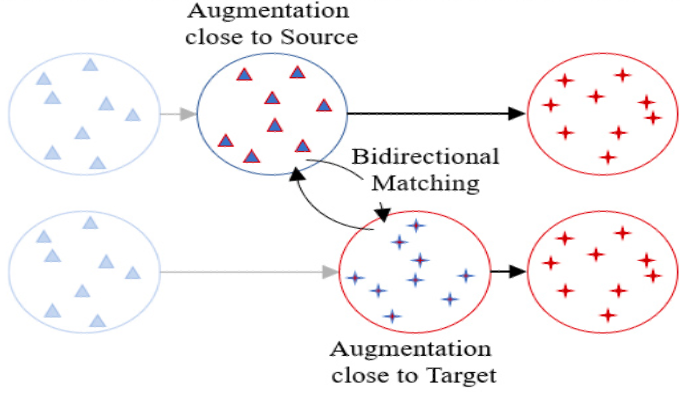 Augmentation
close to Source
Bidirectional
Matching
Augmentation
close to Target